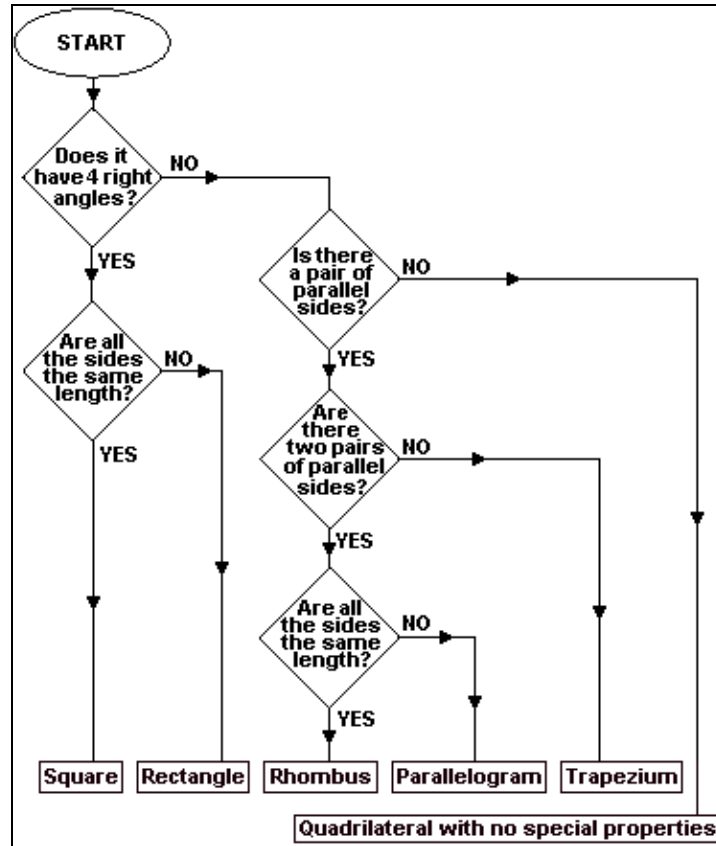 START
Does it
have 4 right
angles?
NO
YES
Is there
a pair of
parallel
sides?
NO
YES
Are all
the sides
the same
length?
NO
YES
Are
there
two pairs
of parallel
sides?
NO
YES
Are all
the sides
the same
length?
NO
YES
Square
Rectangle
Rhombus
Parallelogram
Trapezium
Quadrilateral with no special properties